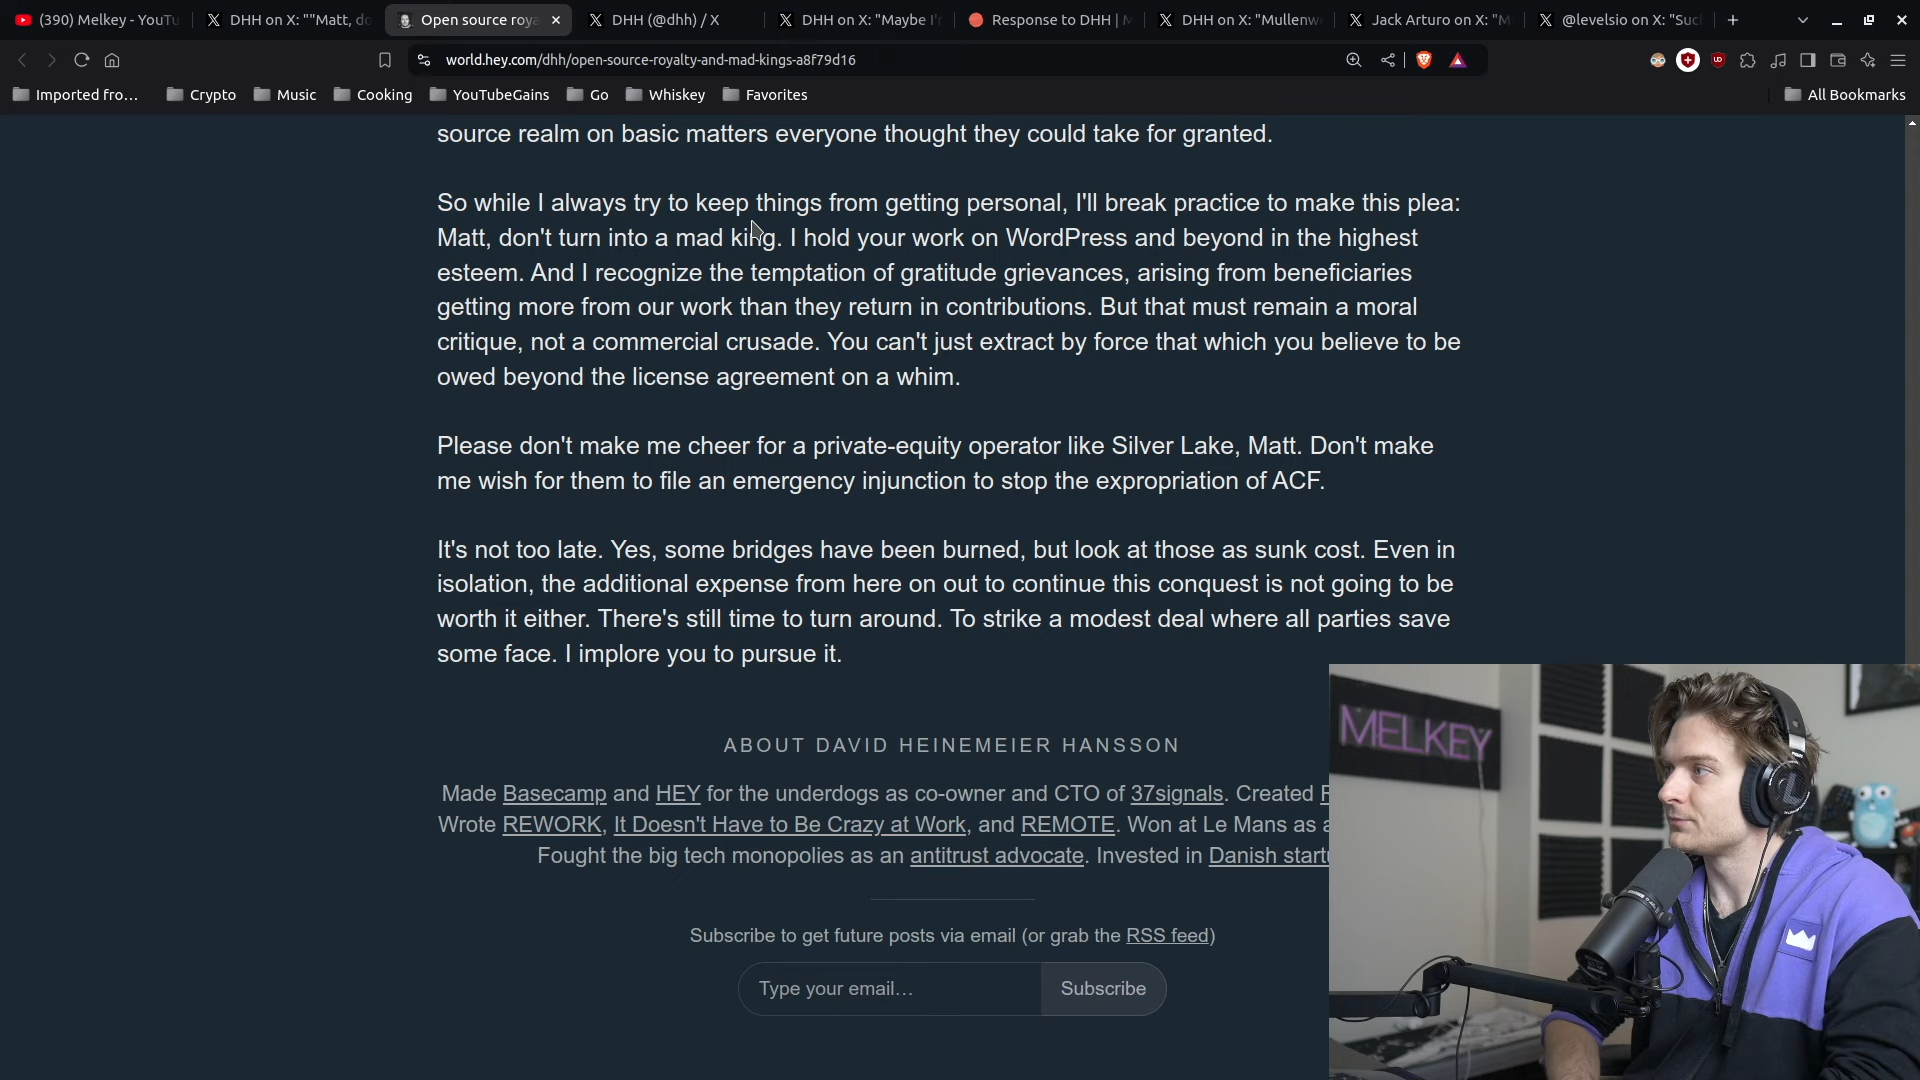 (390) Melkey - YouTu
DHH on X: ""Matt, do
Open source roya
DHH (@dhh) / X
DHH on X: "Maybe I'm
Response to DHH | M
DHH on X: "Mullenwe
Jack Arturo on X: "M
@levelsio on X: "Suc
world.hey.com/dhh/open-source-royalty-and-mad-kings-a8f79d16
Imported fro...
Crypto
Music
Cooking
YouTubeGains
Go
Whiskey
Favorites
All Bookmarks
source realm on basic matters everyone thought they could take for granted.
So while I always try to keep things from getting personal, I'll break practice to make this plea:
Matt, don't turn into a mad king. I hold your work on WordPress and beyond in the highest
esteem. And I recognize the temptation of gratitude grievances, arising from beneficiaries
getting more from our work than they return in contributions. But that must remain a moral
critique, not a commercial crusade. You can't just extract by force that which you believe to be
owed beyond the license agreement on a whim.
Please don't make me cheer for a private-equity operator like Silver Lake, Matt. Don't make
me wish for them to file an emergency injunction to stop the expropriation of ACF.
It's not too late. Yes, some bridges have been burned, but look at those as sunk cost. Even in
isolation, the additional expense from here on out to continue this conquest is not going to be
worth it either. There's still time to turn around. To strike a modest deal where all parties save
some face. I implore you to pursue it.
ABOUT DAVID HEINEMEIER HANSSON
Made Basecamp and HEY for the underdogs as co-owner and CTO of 37signals. Created
Wrote REWORK, It Doesn't Have to Be Crazy at Work, and REMOTE. Won at Le Mans as a
Fought the big tech monopolies as an antitrust advocate. Invested in Danish start
Subscribe to get future posts via email (or grab the RSS feed)
Type your email...
Subscribe
MELKEY